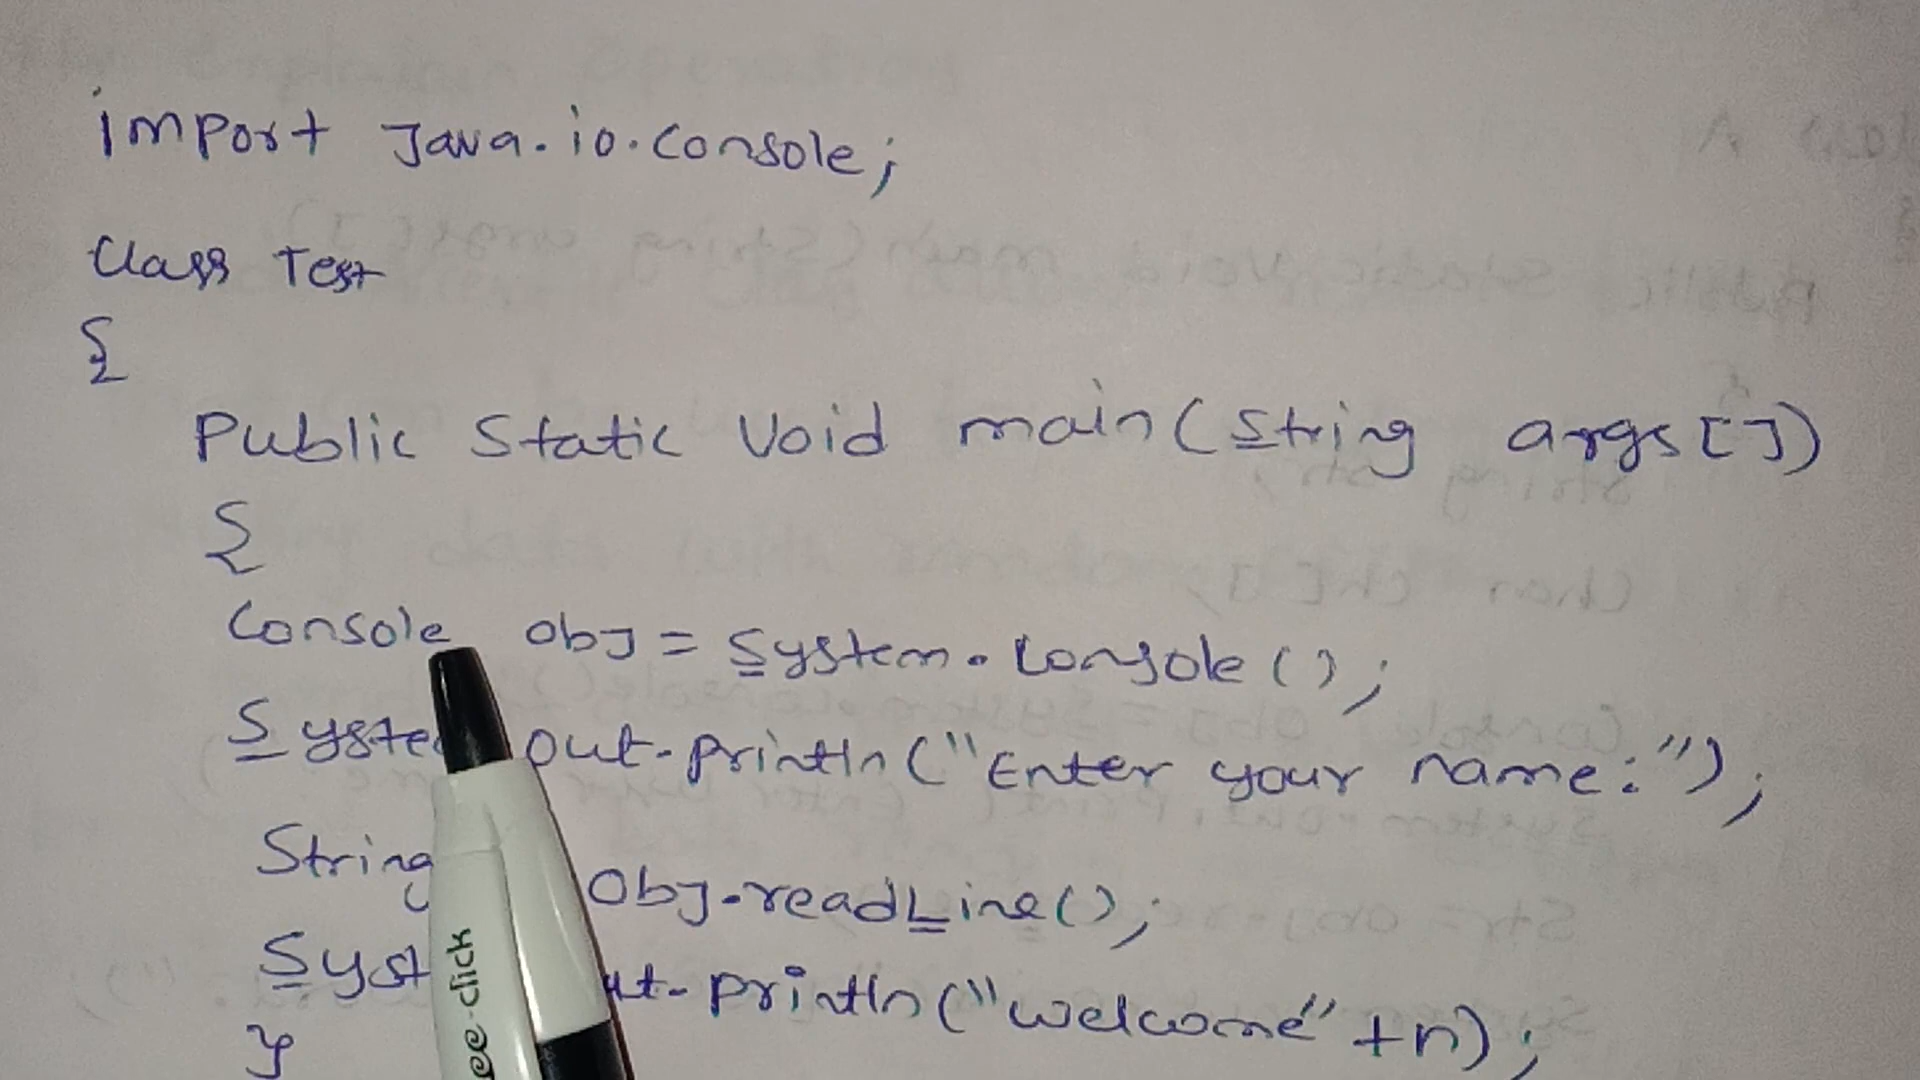 import Java.io.Console;
Class Test
{
Public Static Void main(String args[])
{
Console obj = System.Console();
System out.println("Enter your name:");
String obj.readLine();
Syst ut.println("welcome"+n);
}
ee-click